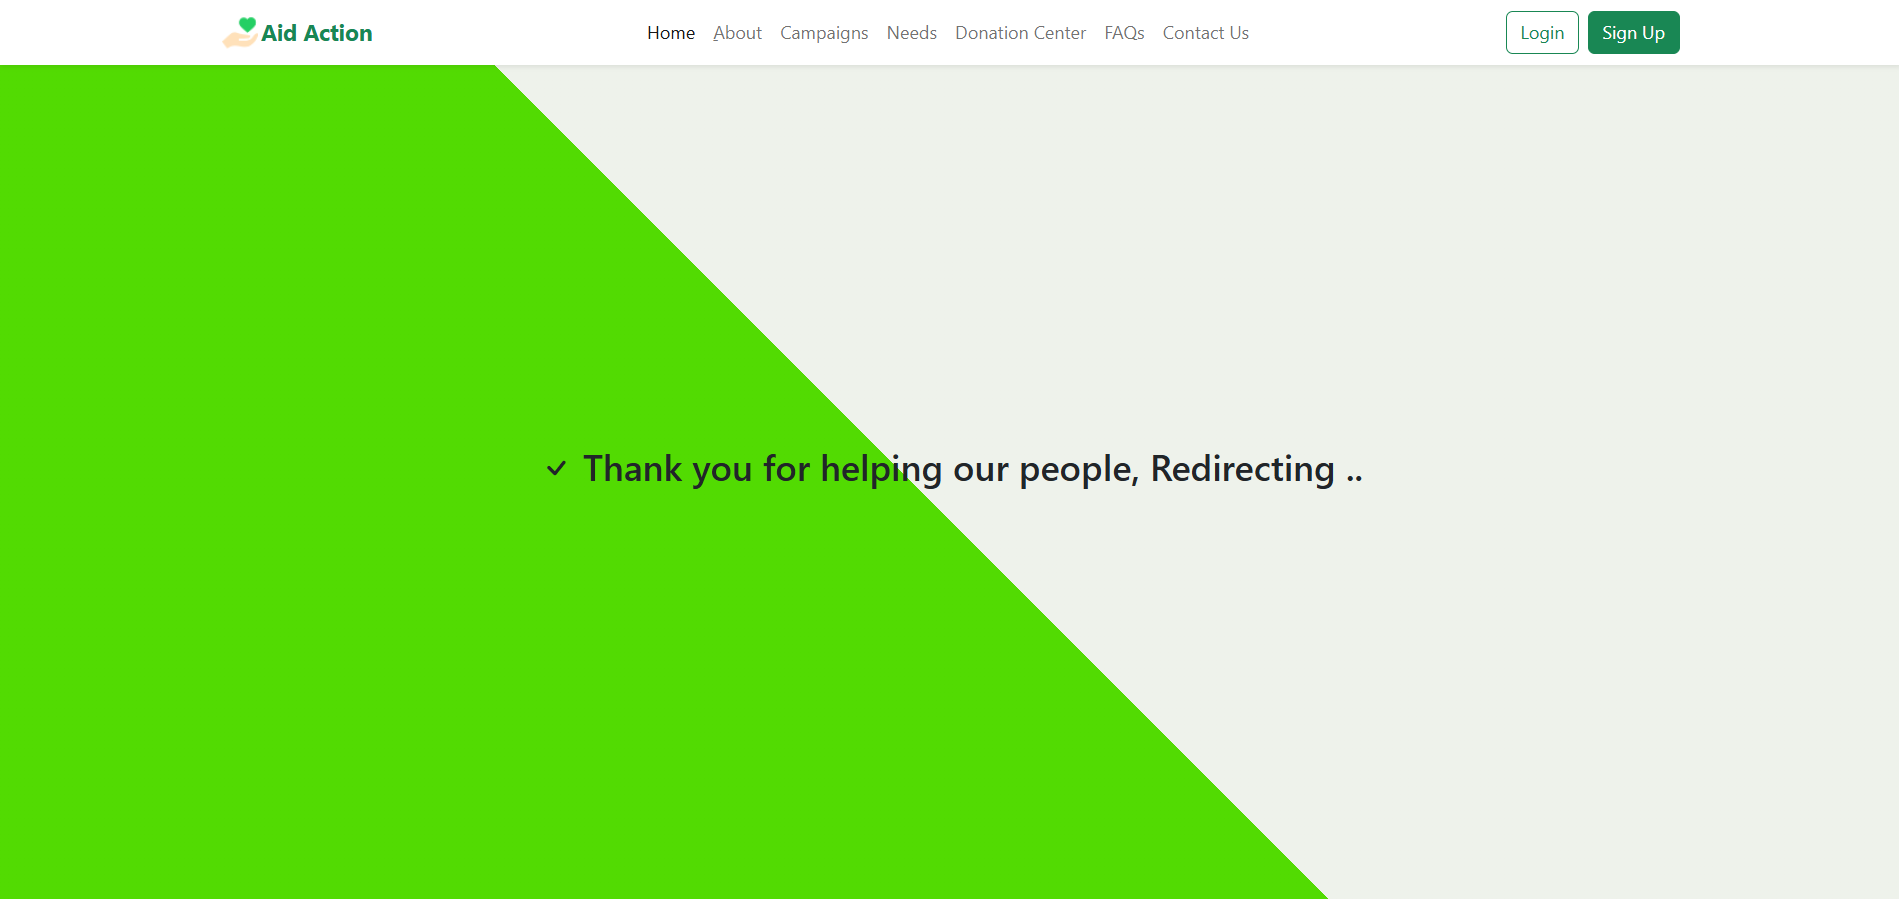 Aid Action
Home About Campaigns Needs Donation Center FAQs Contact Us
Login Sign Up
Thank you for helping our people, Redirecting ..